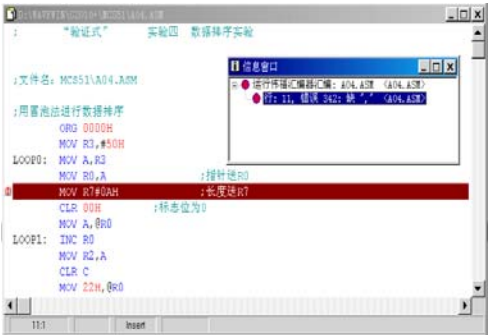 ;        "验证式"      实验四  数据排序实验
信息窗口
运行伟福汇编器汇编: A04.ASM 〈A04.ASM〉
行: 11, 错误 342: 缺 "," 〈A04.ASM〉
;文件名: MCS51\A04.ASM
;用冒泡法进行数据排序
ORG 0000H
MOV R3,#50H
LOOP0: MOV A,R3
MOV R0,A ;指针送R0
MOV R7#0AH ;长度送R7
CLR 00H ;标志位为0
MOV A,@R0
LOOP1: INC R0
MOV R2,A
CLR C
MOV 22H,@R0
11:1 Insert